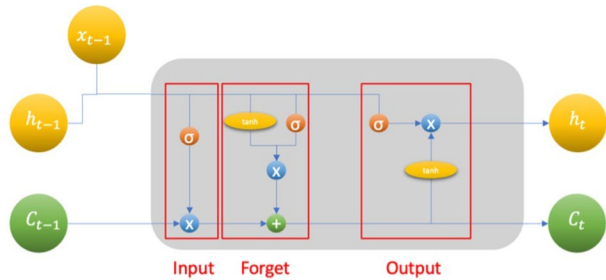 x_{t-1}
h_{t-1}
tanh
σ
σ
σ
X
h_t
X
tanh
C_{t-1}
X
+
C_t
Input
Forget
Output